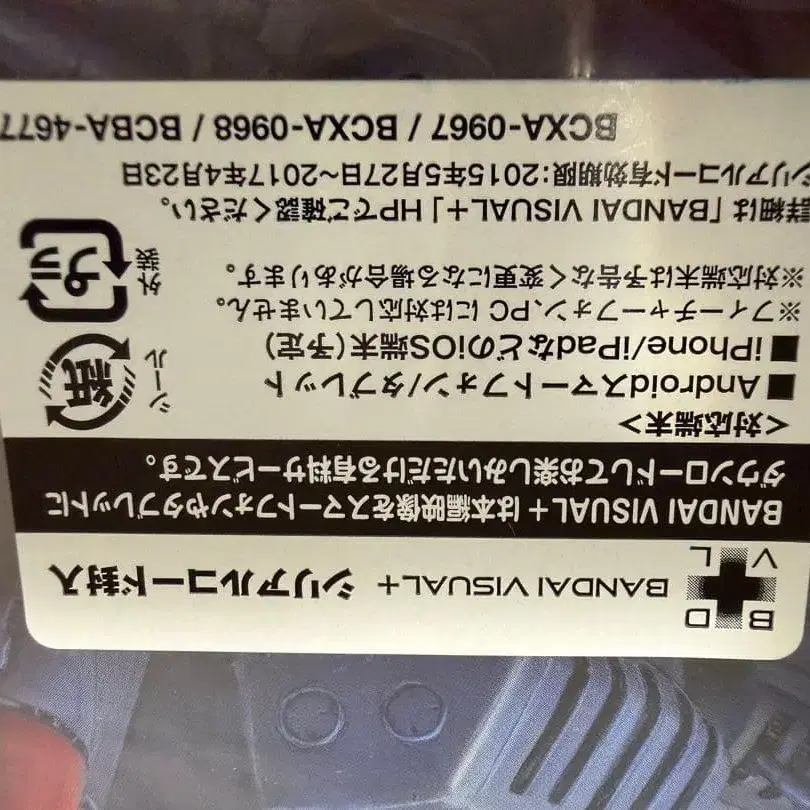 B D
V L
BANDAI VISUAL+ シリアルコード封入
BANDAI VISUAL+は本編映像をスマートフォンやタブレットに
ダウンロードしてお楽しみいただける有料サービスです。
<対応端末>
■Androidスマートフォン/タブレット
■iPhone/iPadなどのiOS端末(予定)
※フィーチャーフォン、PCには対応していません。
※対応端末は予告なく変更になる場合があります。
シール
紙
外装
プラ
詳細は「BANDAI VISUAL+」HPでご確認ください。
シリアルコード有効期限:2015年5月27日~2017年4月23日
BCXA-0967 / BCXA-0968 / BCBA-4677